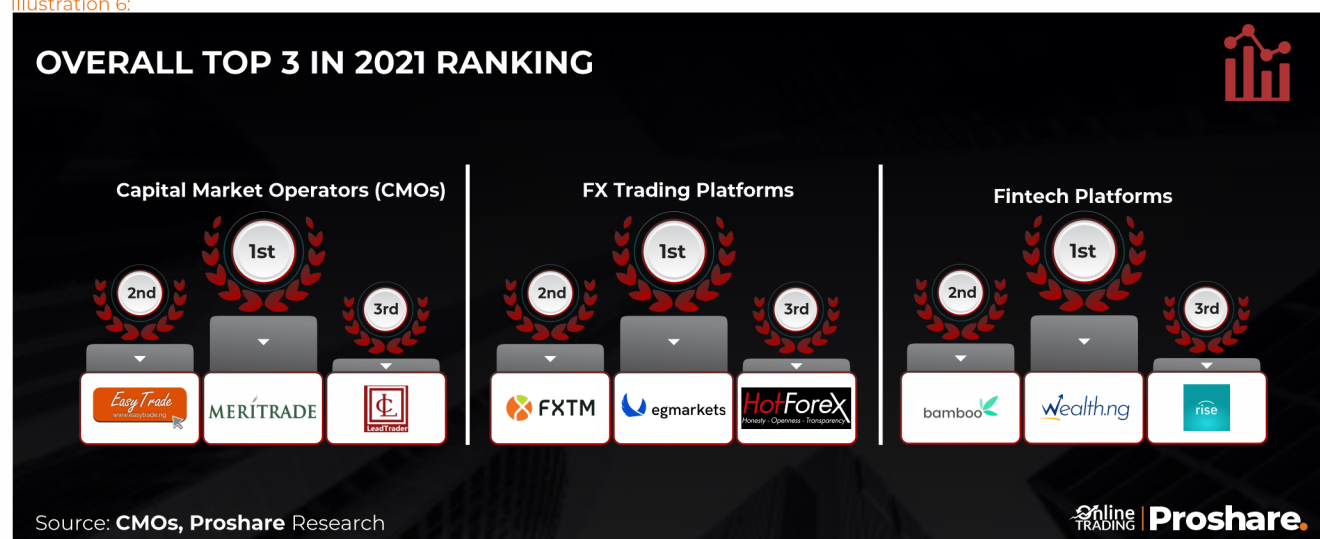 Illustration 6:
OVERALL TOP 3 IN 2021 RANKING
Capital Market Operators (CMOs)
1st
2nd
3rd
Easy Trade
www.easytrade.ng
MERITRADE
CL
LeadTrader
FX Trading Platforms
1st
2nd
3rd
FXTM
egmarkets
HotForeX
Honesty - Openness - Transparency
Fintech Platforms
1st
2nd
3rd
bamboo
Wealth.ng
rise
Source: CMOs, Proshare Research
Online
TRADING
Proshare.